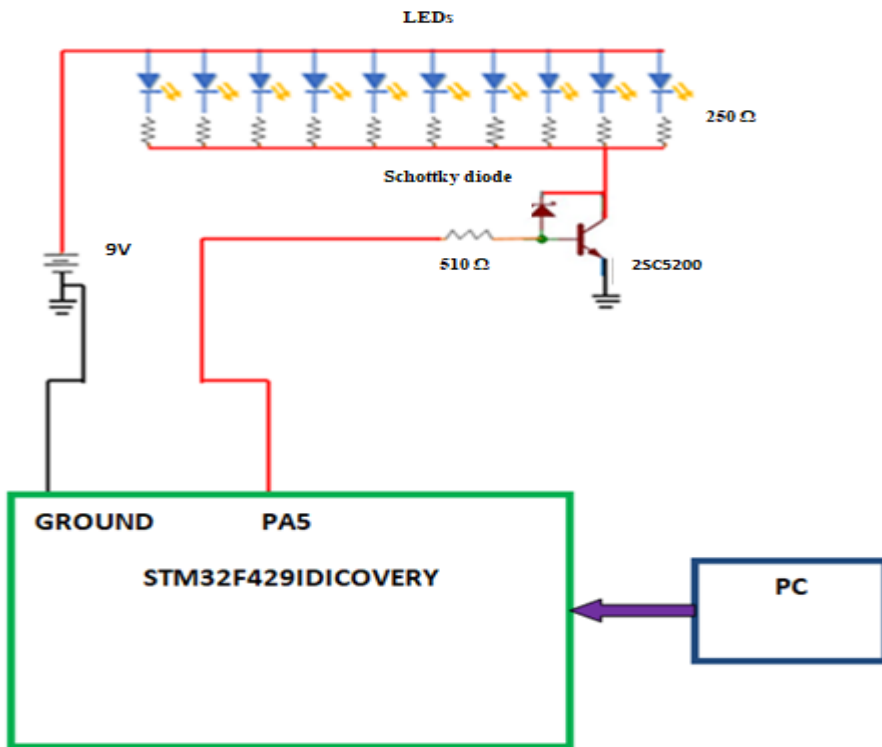 LEDs
250 Ω
Schottky diode
9V
510 Ω
2SC5200
GROUND
PA5
STM32F429IDICOVERY
PC